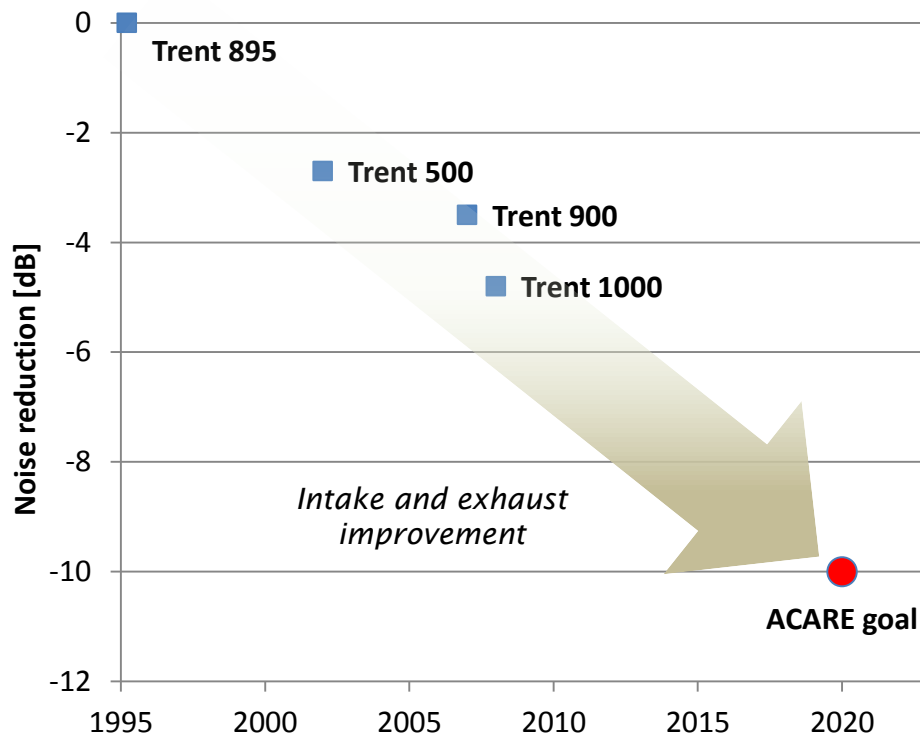 0
Trent 895
-2
Trent 500
Trent 900
-4
Trent 1000
Noise reduction [dB]
-6
-8
Intake and exhaust
improvement
-10
ACARE goal
-12
1995 2000 2005 2010 2015 2020